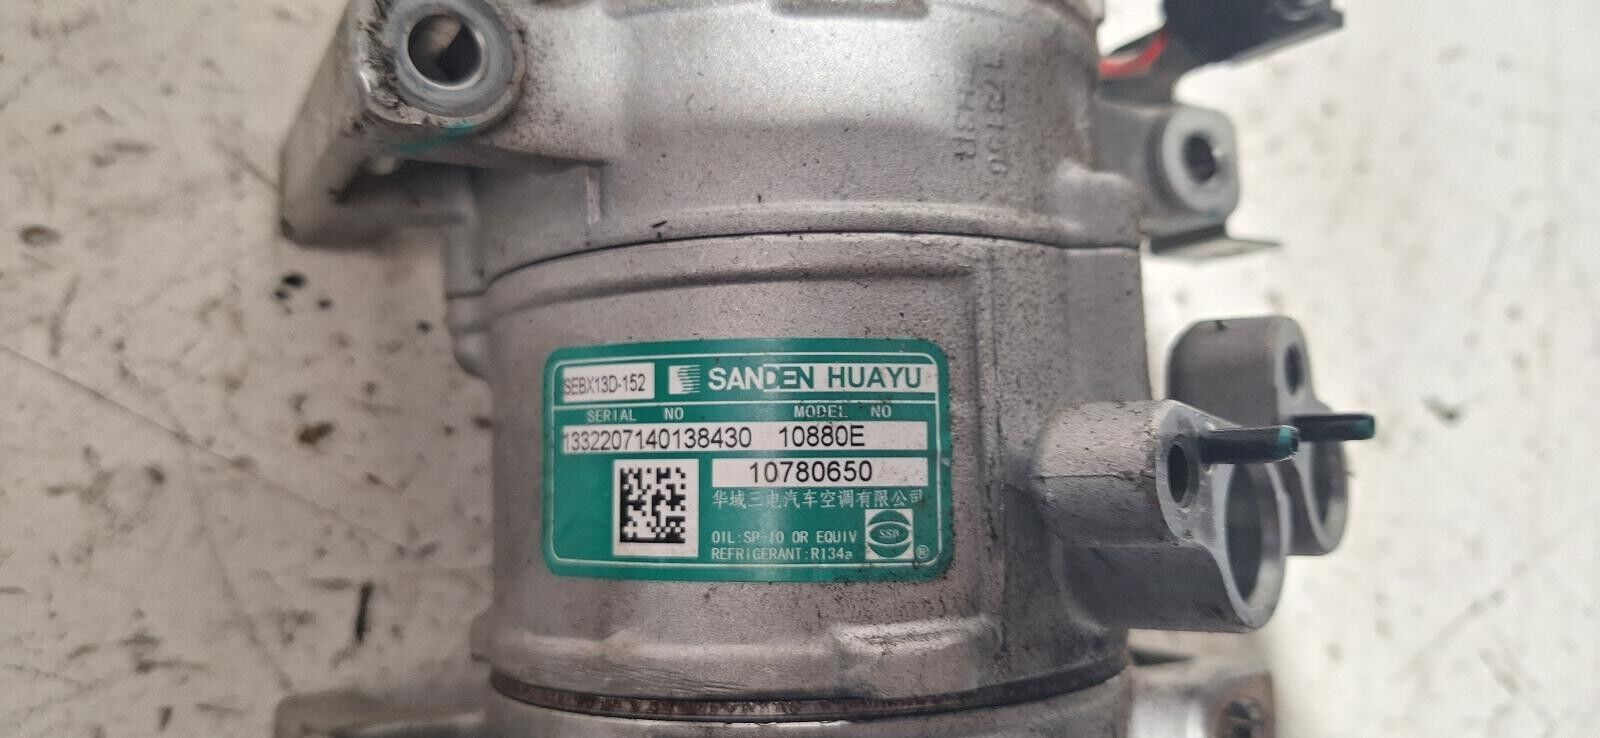 SEBX13D-152 SANDEN HUAYU
SERIAL NO MODEL NO
1332207140138430 10880E
10780650
华域三电汽车空调有限公司
OIL:SP-10 OR EQUIV
REFRIGERANT:R134a
SSB ®